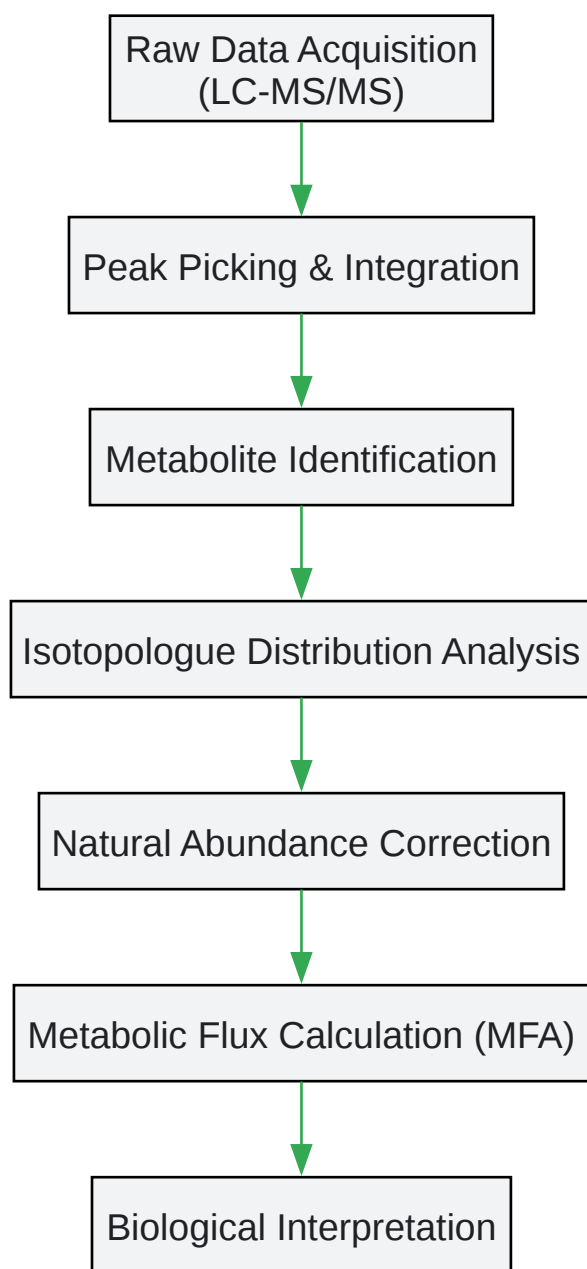 Raw Data Acquisition
(LC-MS/MS)
Peak Picking & Integration
Metabolite Identification
Isotopologue Distribution Analysis
Natural Abundance Correction
Metabolic Flux Calculation (MFA)
Biological Interpretation